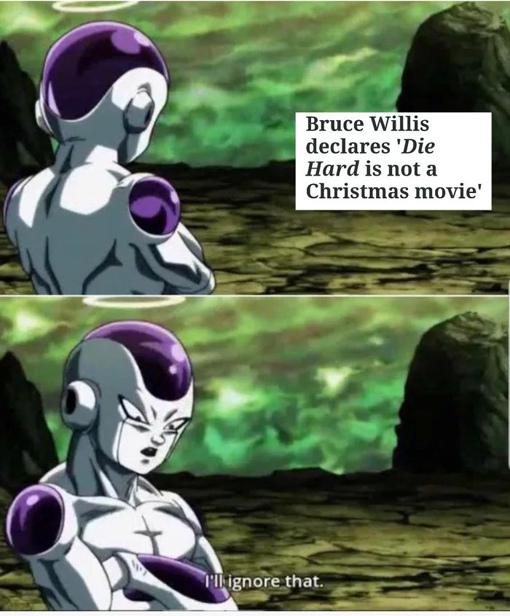 Bruce Willis
declares 'Die
Hard is not a
Christmas movie'
I'll ignore that.